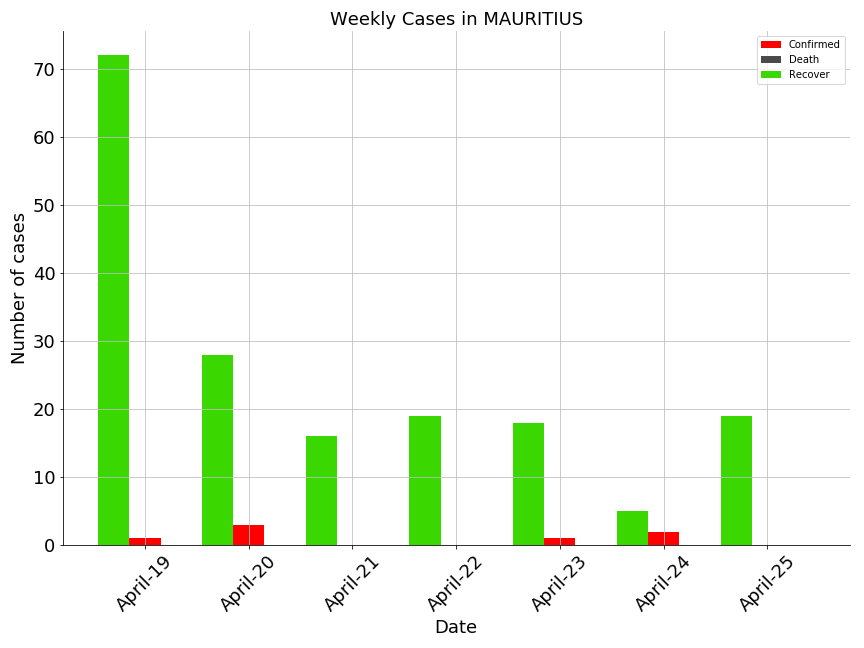 Weekly Cases in MAURITIUS
Confirmed
Death
Recover
Number of cases
70
60
50
40
30
20
10
0
April-19
April-20
April-21
April-22
April-23
April-24
April-25
Date